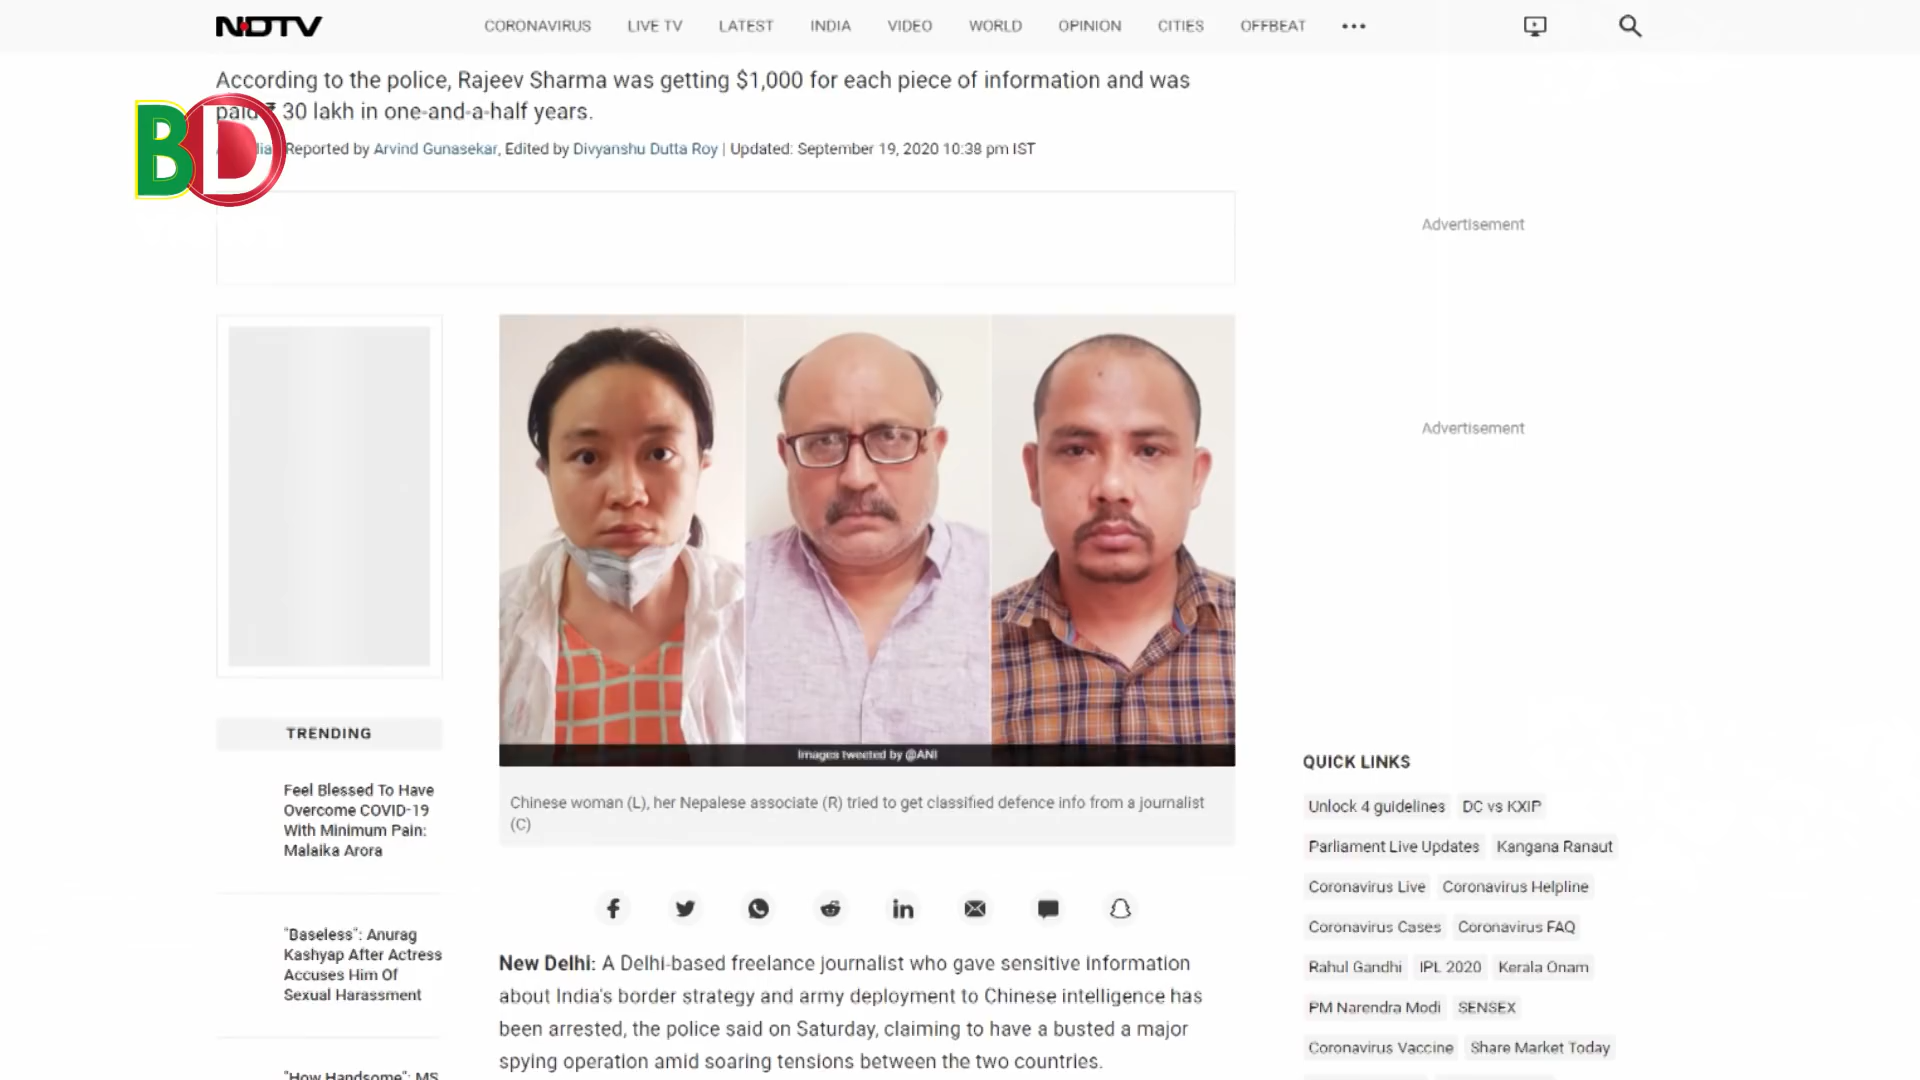 NDTV
CORONAVIRUS LIVE TV LATEST INDIA VIDEO WORLD OPINION CITIES OFFBEAT
According to the police, Rajeev Sharma was getting $1,000 for each piece of information and was
paid ₹ 30 lakh in one-and-a-half years.
BD
Reported by Arvind Gunasekar, Edited by Divyanshu Dutta Roy | Updated: September 19, 2020 10:38 pm IST
Advertisement
Advertisement
Images tweeted by @ANI
Chinese woman (L), her Nepalese associate (R) tried to get classified defence info from a journalist
(C)
New Delhi: A Delhi-based freelance journalist who gave sensitive information
about India's border strategy and army deployment to Chinese intelligence has
been arrested, the police said on Saturday, claiming to have a busted a major
spying operation amid soaring tensions between the two countries.
TRENDING
Feel Blessed To Have
Overcome COVID-19
With Minimum Pain:
Malaika Arora
"Baseless": Anurag
Kashyap After Actress
Accuses Him Of
Sexual Harassment
"How Handsome": MS
QUICK LINKS
Unlock 4 guidelines DC vs KXIP
Parliament Live Updates Kangana Ranaut
Coronavirus Live Coronavirus Helpline
Coronavirus Cases Coronavirus FAQ
Rahul Gandhi IPL 2020 Kerala Onam
PM Narendra Modi SENSEX
Coronavirus Vaccine Share Market Today